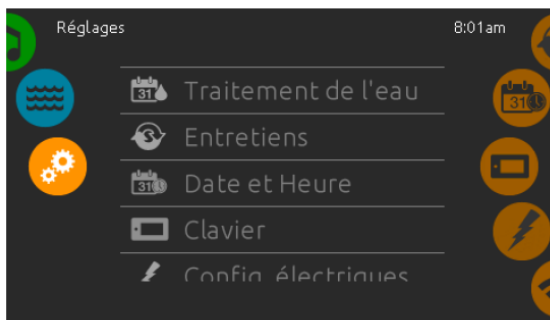 Réglages
8:01am
Traitement de l'eau
Entretiens
Date et Heure
Clavier
Config. électriques